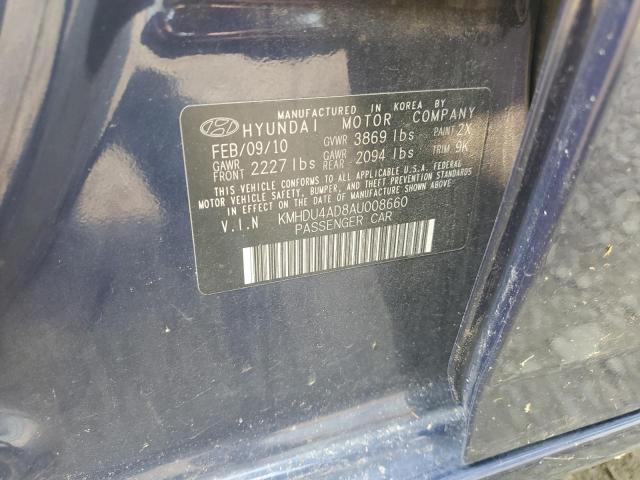 MANUFACTURED IN KOREA BY
HYUNDAI MOTOR COMPANY
FEB/09/10 GVWR 3869 lbs PAINT 2X
GAWR FRONT 2227 lbs GAWR REAR 2094 lbs TRIM 9K
THIS VEHICLE CONFORMS TO ALL APPLICABLE U.S.A. FEDERAL
MOTOR VEHICLE SAFETY, BUMPER, AND THEFT PREVENTION STANDARDS
IN EFFECT ON THE DATE OF MANUFACTURE SHOWN ABOVE.
V.I.N KMHDU4AD8AU008660
PASSENGER CAR